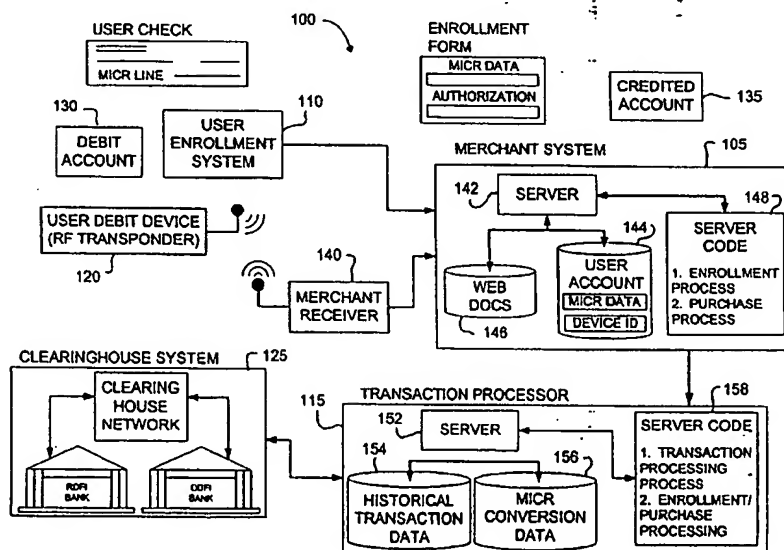 USER CHECK
MICR LINE
100
ENROLLMENT
FORM
MICR DATA
AUTHORIZATION
CREDITED
ACCOUNT
135
130
DEBIT
ACCOUNT
USER
ENROLLMENT
SYSTEM
110
MERCHANT SYSTEM
105
142
SERVER
148
SERVER
CODE
1. ENROLLMENT
PROCESS
2. PURCHASE
PROCESS
144
USER
ACCOUNT
MICR DATA
DEVICE ID
WEB
DOCS
146
USER DEBIT DEVICE
(RF TRANSPONDER)
120
140
MERCHANT
RECEIVER
CLEARINGHOUSE SYSTEM
125
CLEARING
HOUSE
NETWORK
RDFI
BANK
ODFI
BANK
TRANSACTION PROCESSOR
115
152
SERVER
158
SERVER CODE
1. TRANSACTION
PROCESSING
PROCESS
2. ENROLLMENT/
PURCHASE
PROCESSING
154
HISTORICAL
TRANSACTION
DATA
156
MICR
CONVERSION
DATA